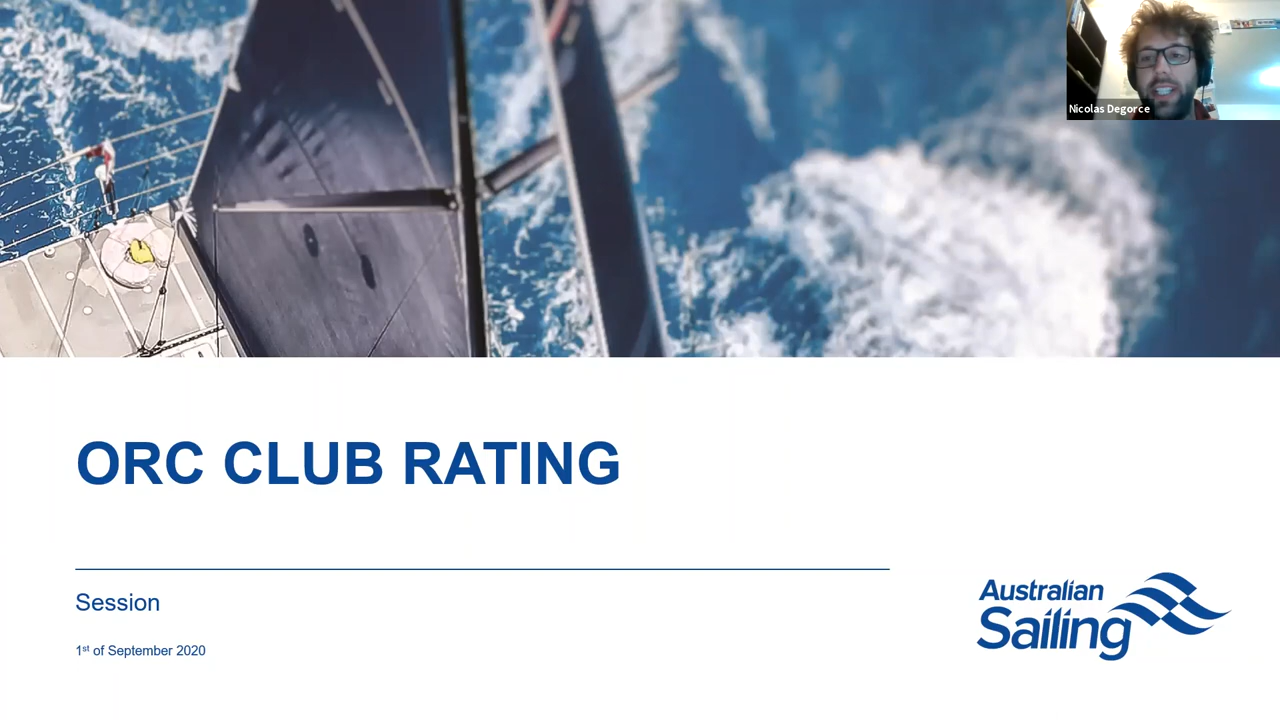 Nicolas Degorce
ORC CLUB RATING
Session
1st of September 2020
Australian
Sailing